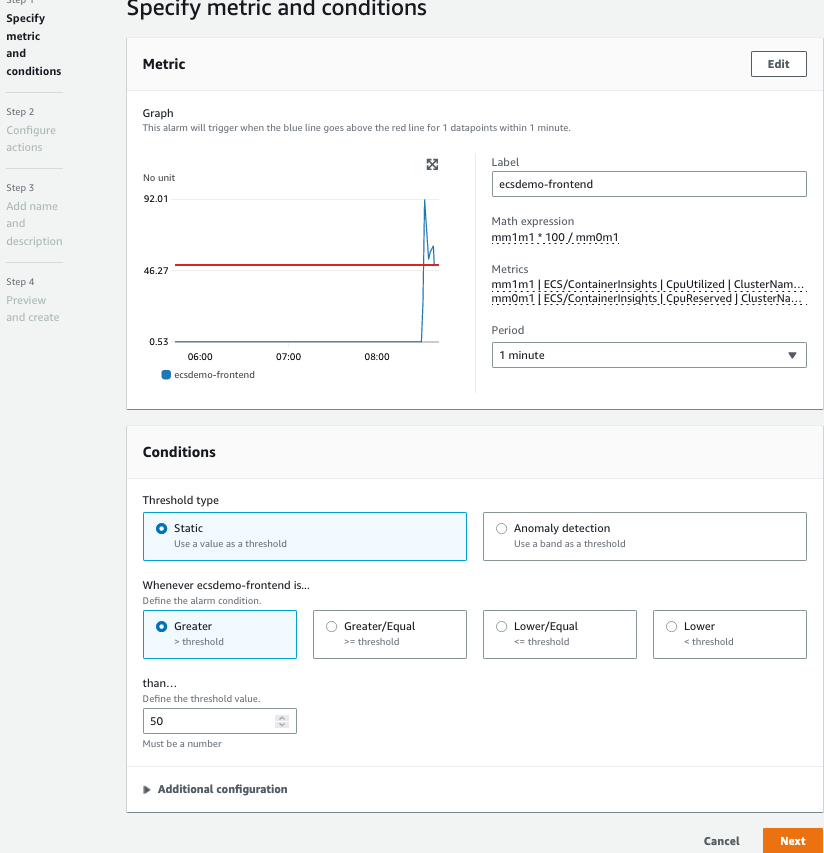 Step 1
Specify
metric
and
conditions
Step 2
Configure
actions
Step 3
Add name
and
description
Step 4
Preview
and create
Specify metric and conditions
Metric
Edit
Graph
This alarm will trigger when the blue line goes above the red line for 1 datapoints within 1 minute.
No unit
92.01
46.27
0.53
06:00 07:00 08:00
ecsdemo-frontend
Label
ecsdemo-frontend
Math expression
mm1m1 * 100 / mm0m1
Metrics
mm1m1 | ECS/ContainerInsights | CpuUtilized | ClusterNam...
mm0m1 | ECS/ContainerInsights | CpuReserved | ClusterNa...
Period
1 minute
Conditions
Threshold type
Static
Use a value as a threshold
Anomaly detection
Use a band as a threshold
Whenever ecsdemo-frontend is...
Define the alarm condition.
Greater
> threshold
Greater/Equal
>= threshold
Lower/Equal
<= threshold
Lower
< threshold
than...
Define the threshold value.
50
Must be a number
Additional configuration
Cancel
Next